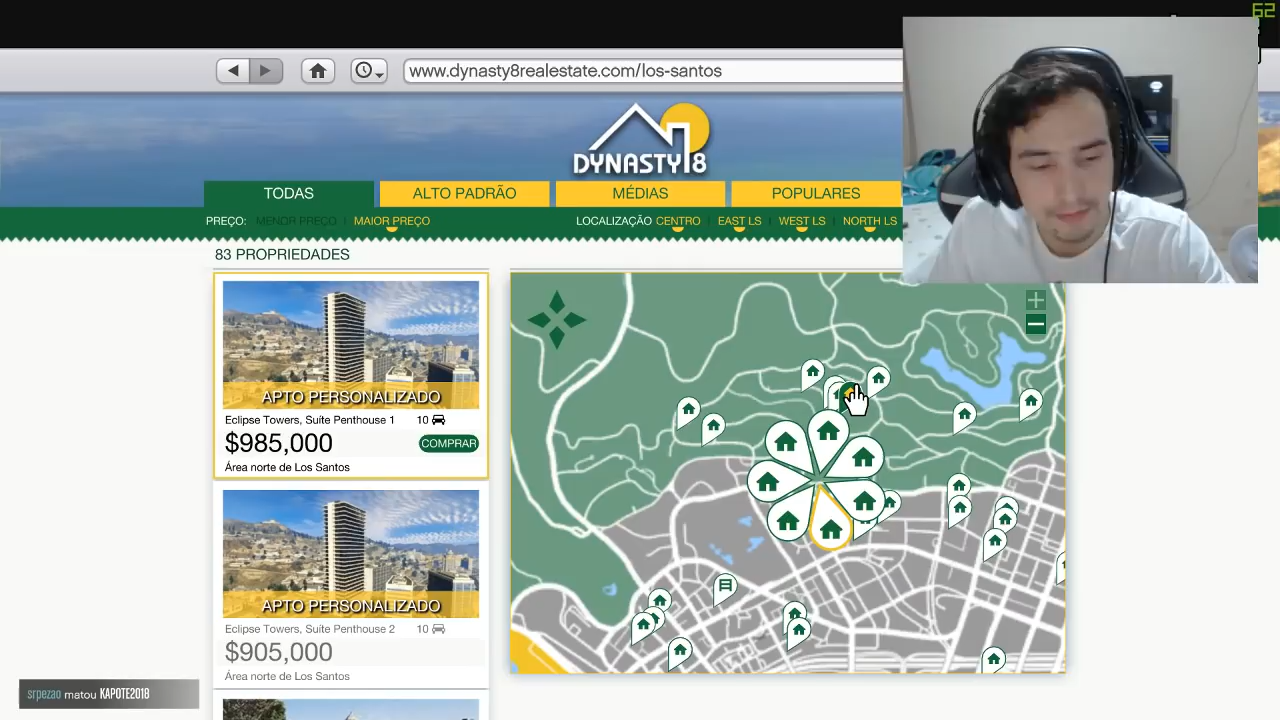 62
www.dynasty8realestate.com/los-santos
DYNASTY 8
TODAS
ALTO PADRÃO
MÉDIAS
POPULARES
PREÇO: MENOR PREÇO | MAIOR PREÇO
LOCALIZAÇÃO CENTRO | EAST LS | WEST LS | NORTH LS
83 PROPRIEDADES
APTO PERSONALIZADO
Eclipse Towers, Suíte Penthouse 1 10
$985,000 COMPRAR
Área norte de Los Santos
APTO PERSONALIZADO
Eclipse Towers, Suíte Penthouse 2 10
$905,000
Área norte de Los Santos
srpezao matou KAPOTE2018